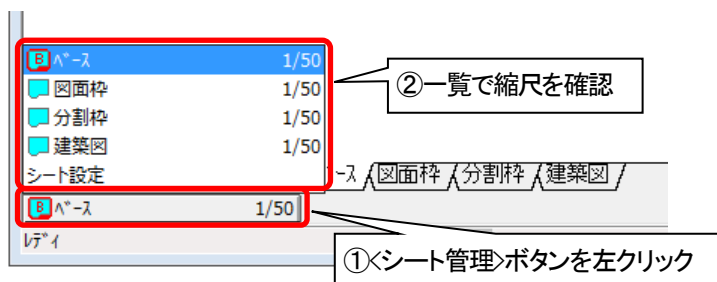 B ﾍﾞｰｽ 1/50
図面枠 1/50
分割枠 1/50
建築図 1/50
シート設定
②一覧で縮尺を確認
ｰｽ 図面枠 分割枠 建築図
B ﾍﾞｰｽ 1/50
ﾚﾃﾞｨ
①<シート管理>ボタンを左クリック